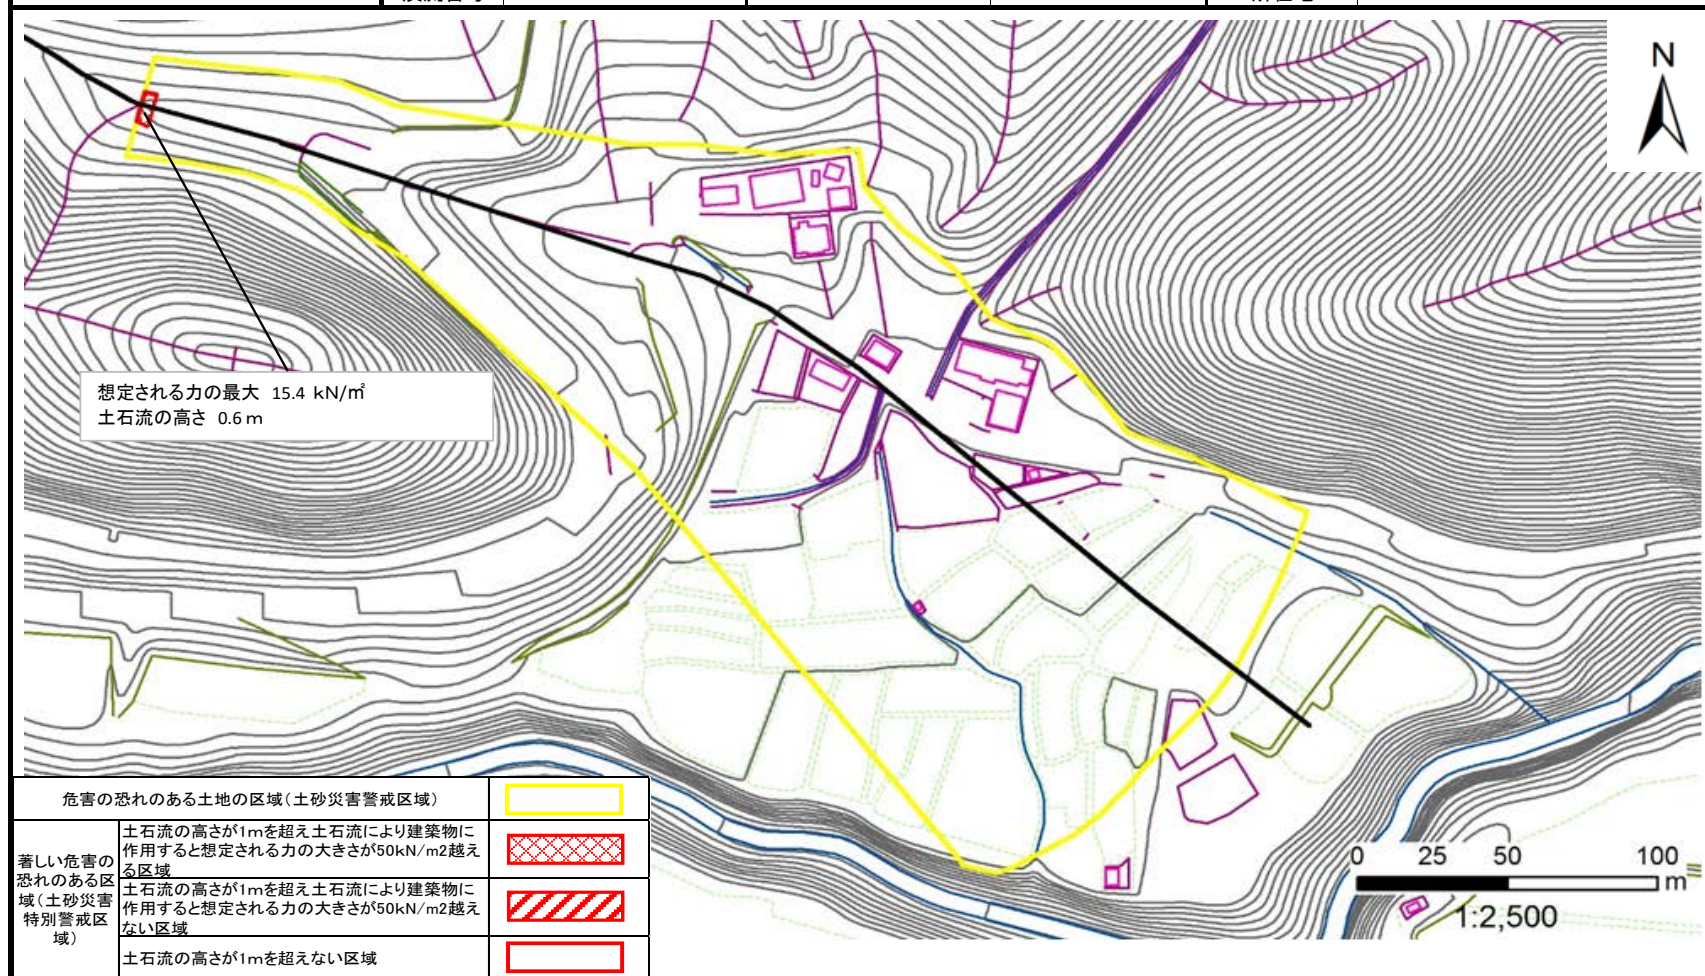 N
想定される力の最大 15.4 kN/㎡
土石流の高さ 0.6 m
危害の恐れのある土地の区域(土砂災害警戒区域)
著しい危害の
恐れのある区
域(土砂災害
特別警戒区
域)
土石流の高さが1mを超え土石流により建築物に
作用すると想定される力の大きさが50kN/m2越え
る区域
土石流の高さが1mを超え土石流により建築物に
作用すると想定される力の大きさが50kN/m2越え
ない区域
土石流の高さが1mを超えない区域
0 25 50 100
m
1:2,500